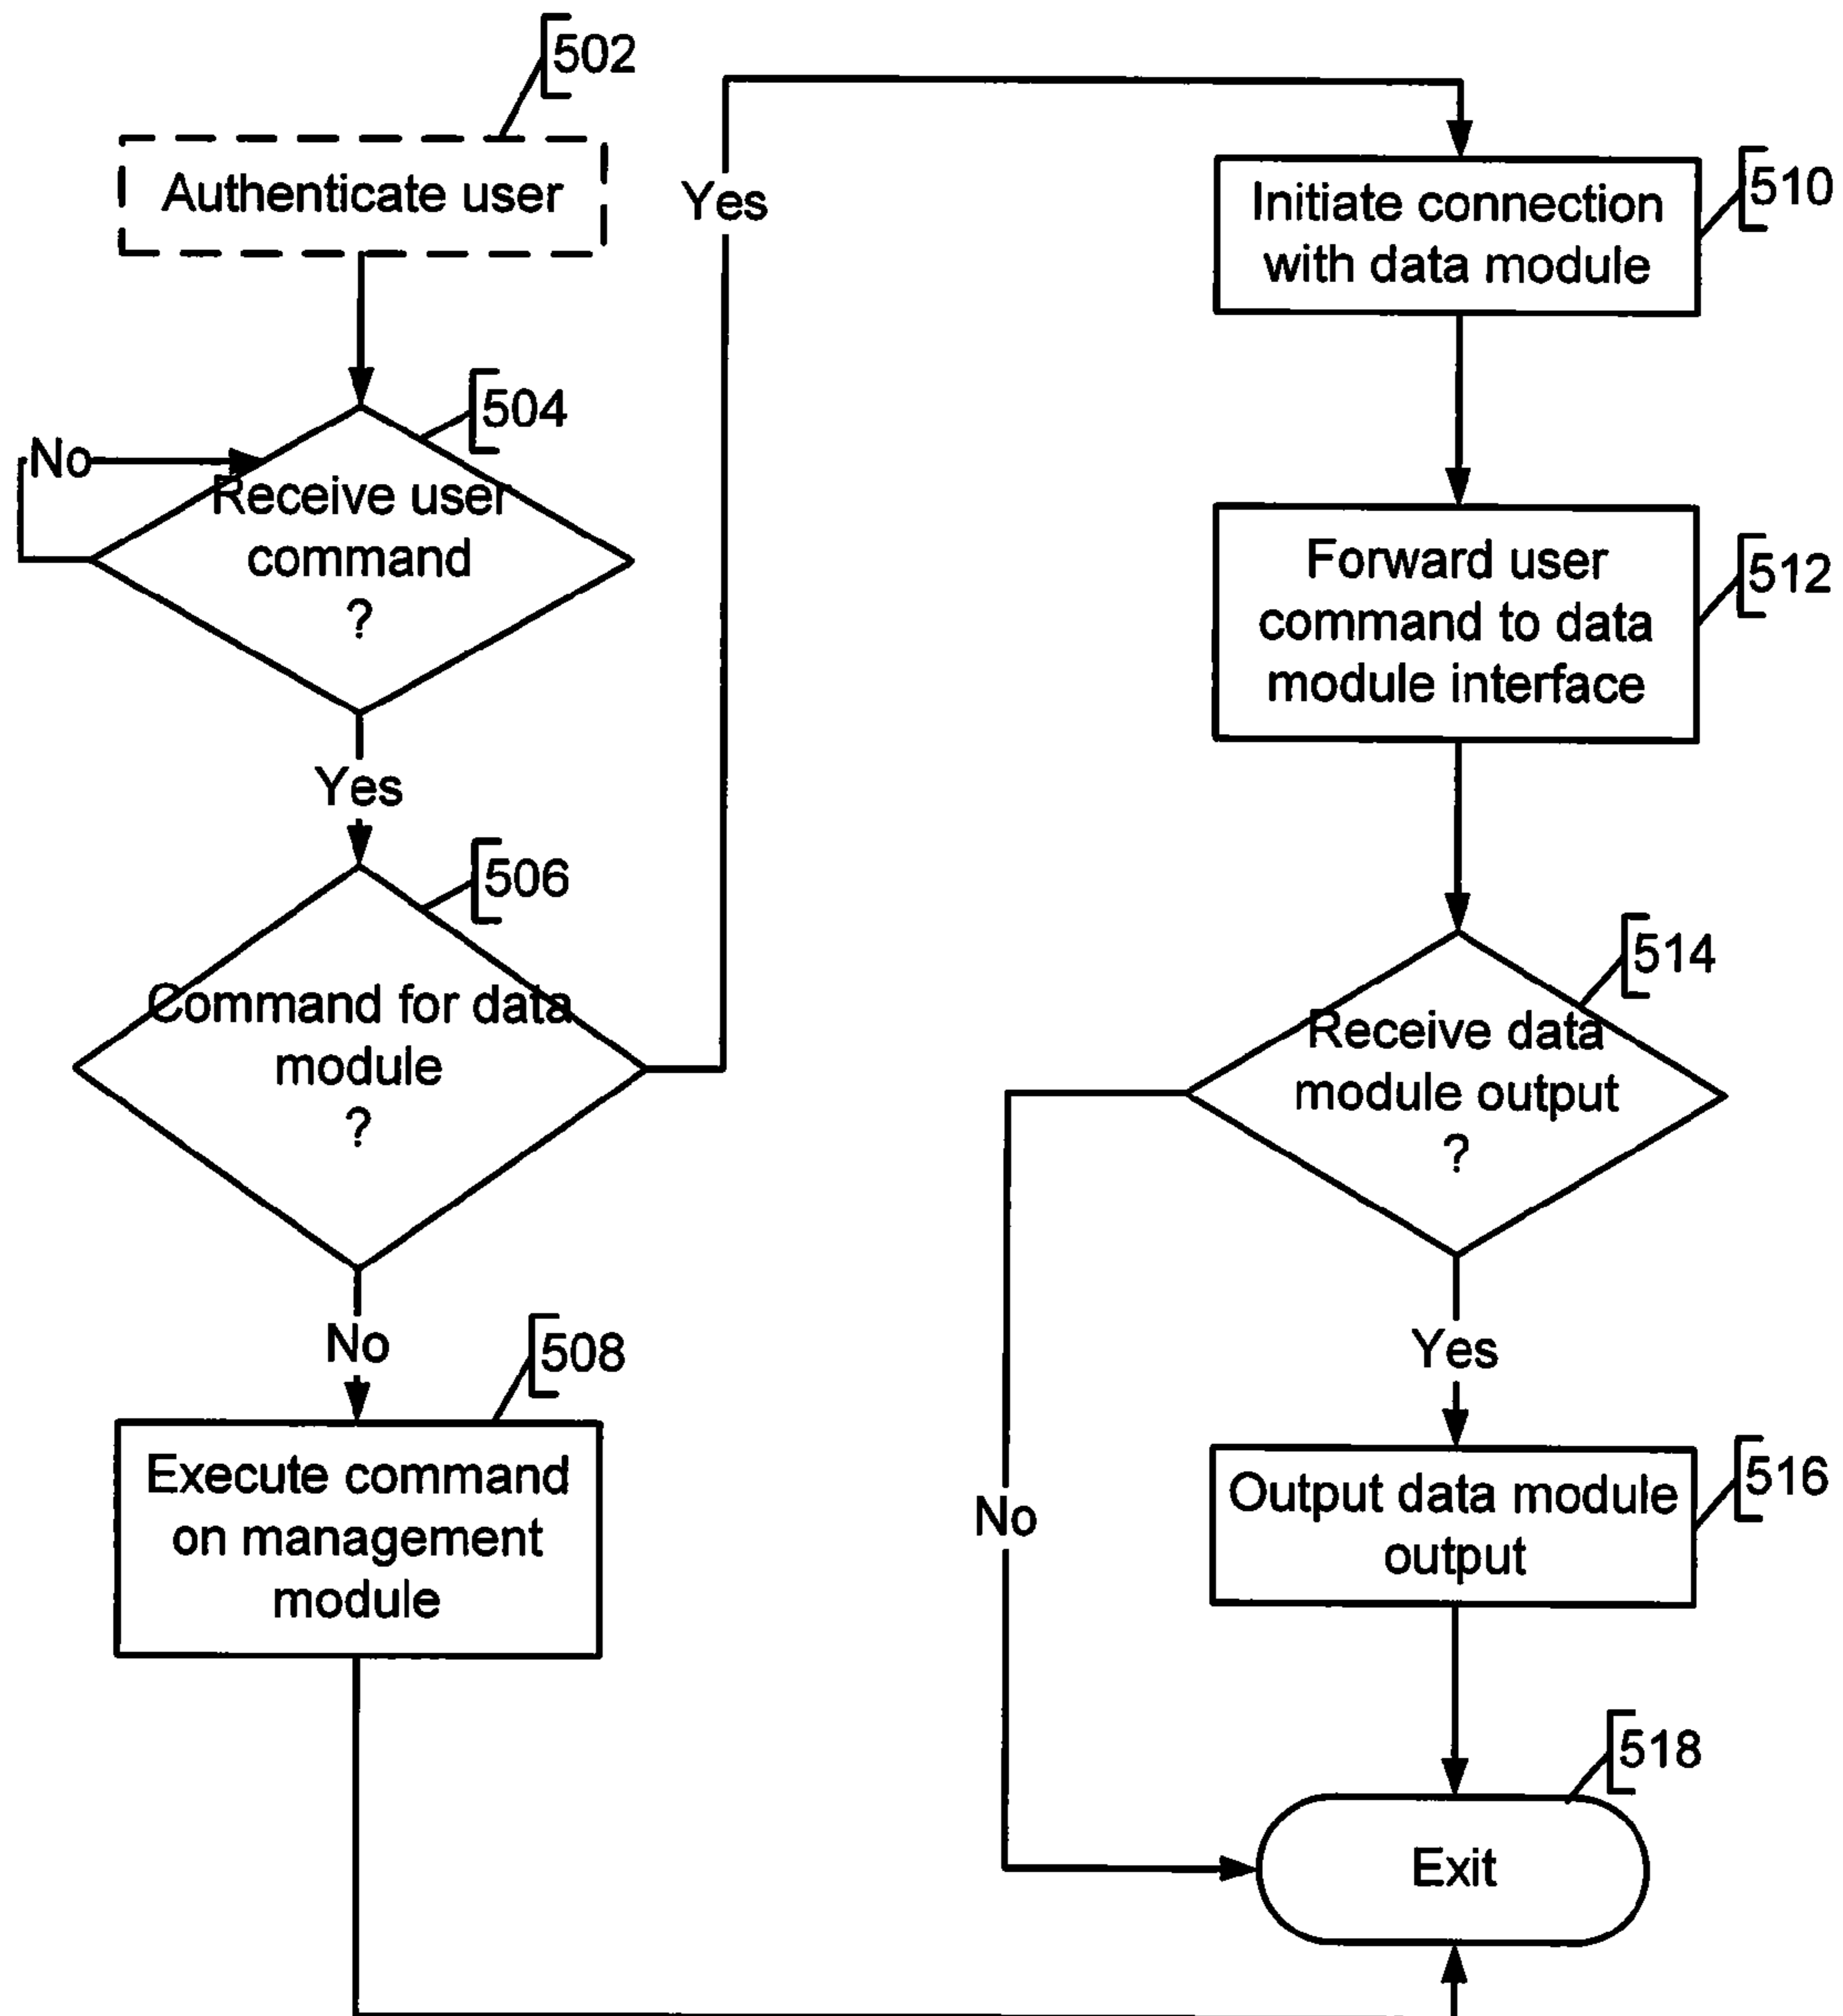 502
Authenticate user
504
No
Receive user
command
?
Yes
506
Command for data
module
?
No
508
Execute command
on management
module
Yes
510
Initiate connection
with data module
512
Forward user
command to data
module interface
514
Receive data
module output
?
Yes
No
516
Output data module
output
518
Exit